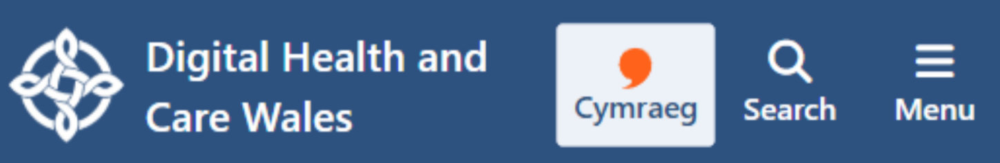 Digital Health and
Care Wales
Cymraeg
Search
Menu